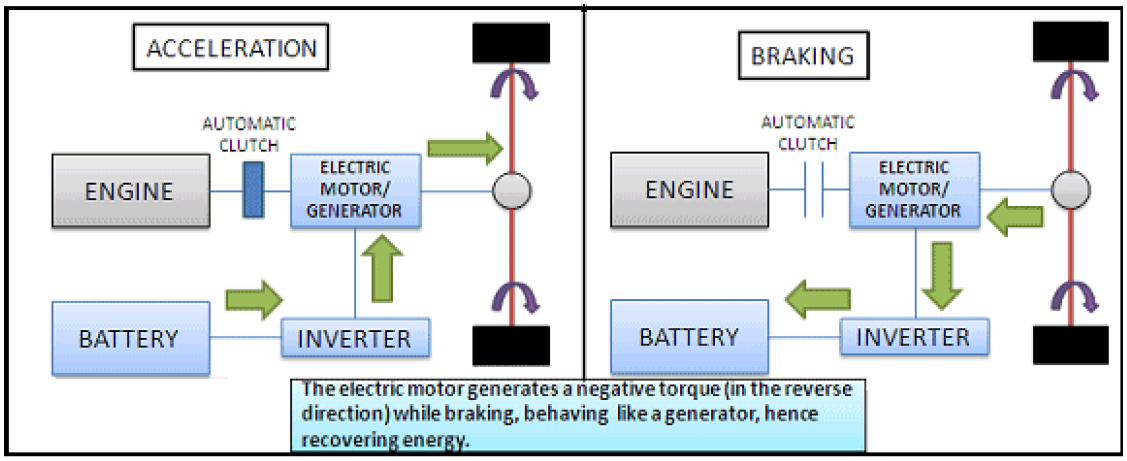 ACCELERATION
AUTOMATIC
CLUTCH
ENGINE
ELECTRIC
MOTOR/
GENERATOR
BATTERY
INVERTER
BRAKING
AUTOMATIC
CLUTCH
ENGINE
ELECTRIC
MOTOR/
GENERATOR
BATTERY
INVERTER
The electric motor generates a negative torque (in the reverse
direction) while braking, behaving like a generator, hence
recovering energy.